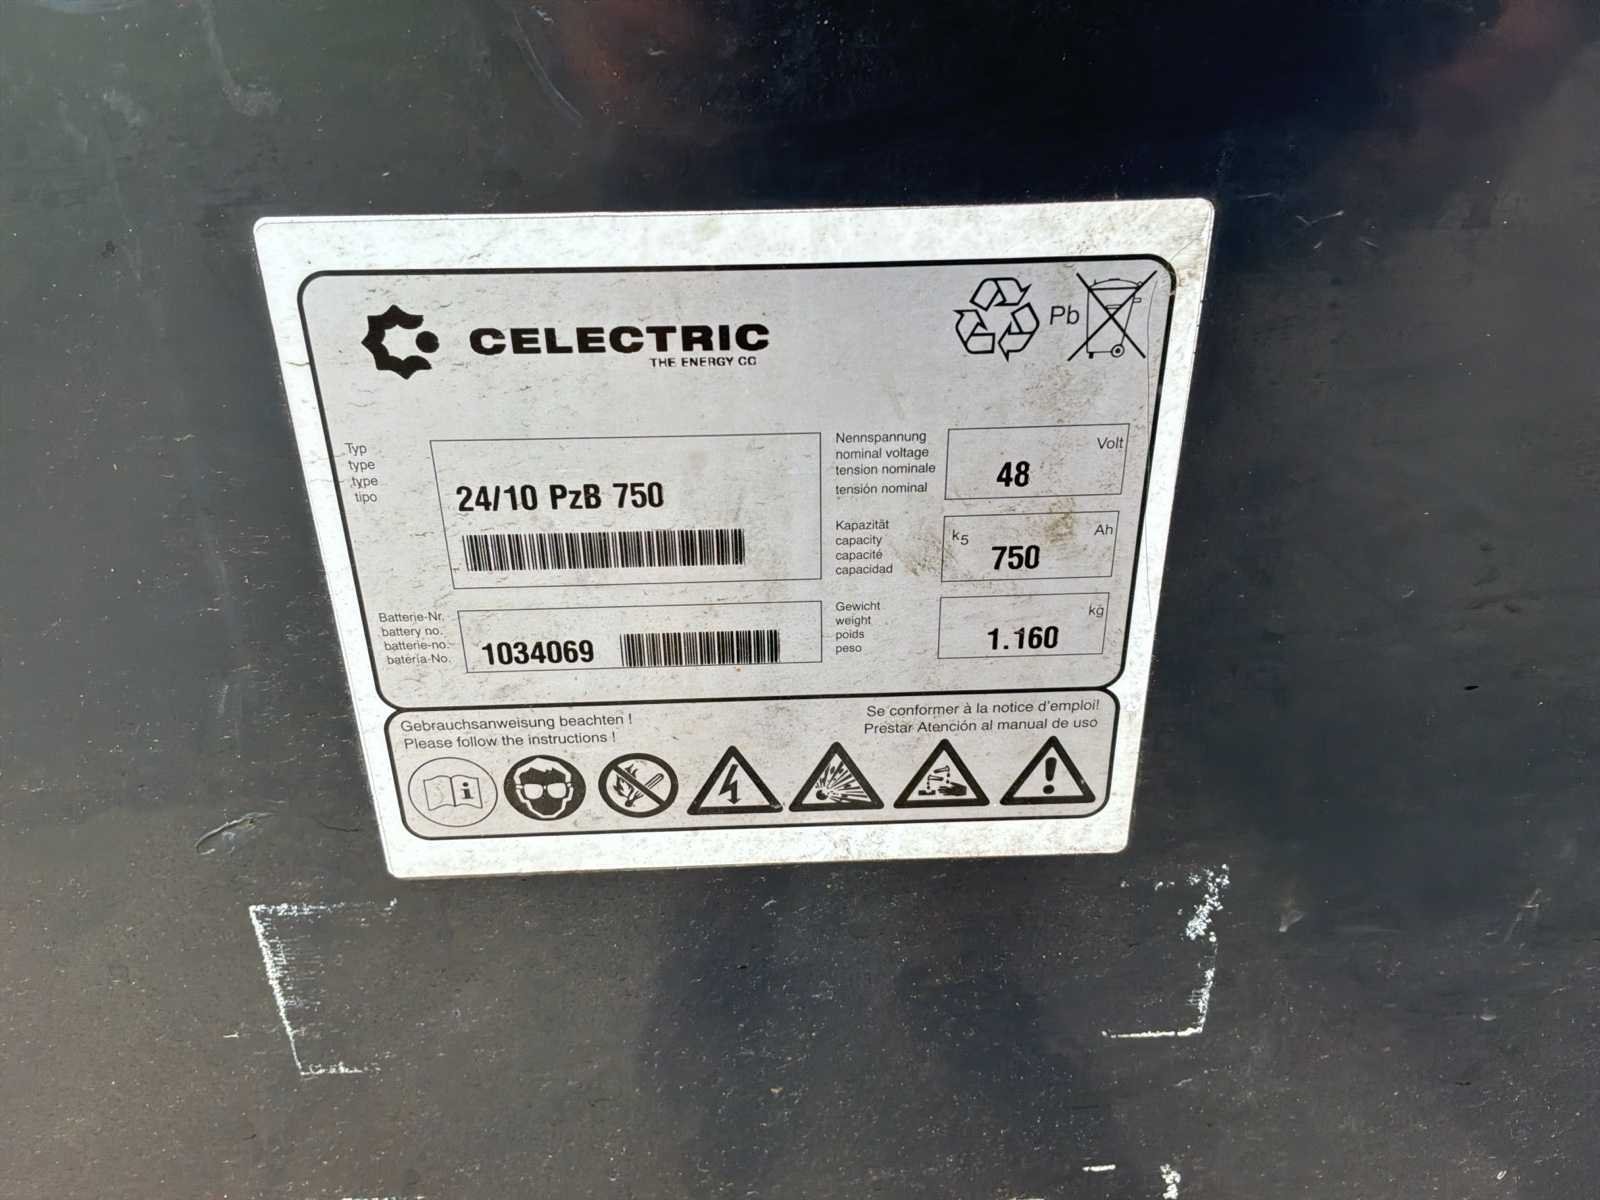 CELECTRIC
THE ENERGY CO
Pb
Typ
type
type
tipo
24/10 PzB 750
Nennspannung
nominal voltage
tension nominale
tensión nominal
Volt
48
Kapazität
capacity
capacité
capacidad
k5
Ah
750
Batterie-Nr.
battery no.
batterie-no.
bateria-No.
1034069
Gewicht
weight
poids
peso
kg
1.160
Gebrauchsanweisung beachten !
Please follow the instructions !
Se conformer à la notice d'emploi!
Prestar Atención al manual de uso